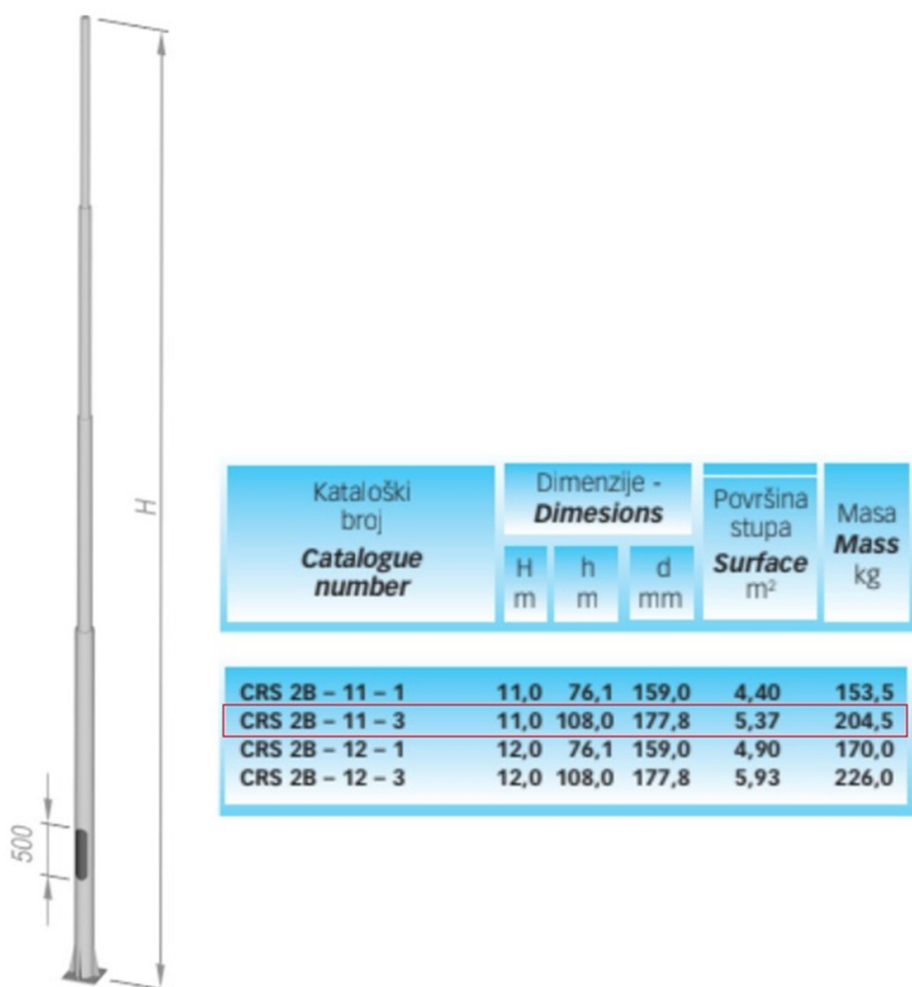 H
500
Kataloški
broj
Catalogue
number
Dimenzije -
Dimesions
H
m
h
m
d
mm
Površina
stupa
Surface
m²
Masa
Mass
kg
CRS 2B – 11 – 1 11,0 76,1 159,0 4,40 153,5
CRS 2B – 11 – 3 11,0 108,0 177,8 5,37 204,5
CRS 2B – 12 – 1 12,0 76,1 159,0 4,90 170,0
CRS 2B – 12 – 3 12,0 108,0 177,8 5,93 226,0